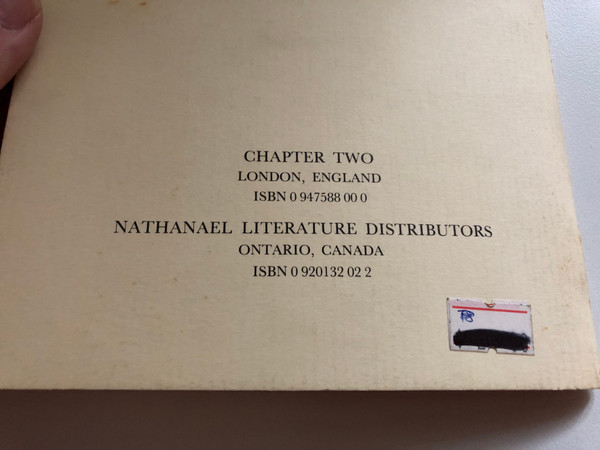 CHAPTER TWO
LONDON, ENGLAND
ISBN 0 947588 00 0
NATHANAEL LITERATURE DISTRIBUTORS
ONTARIO, CANADA
ISBN 0 920132 02 2